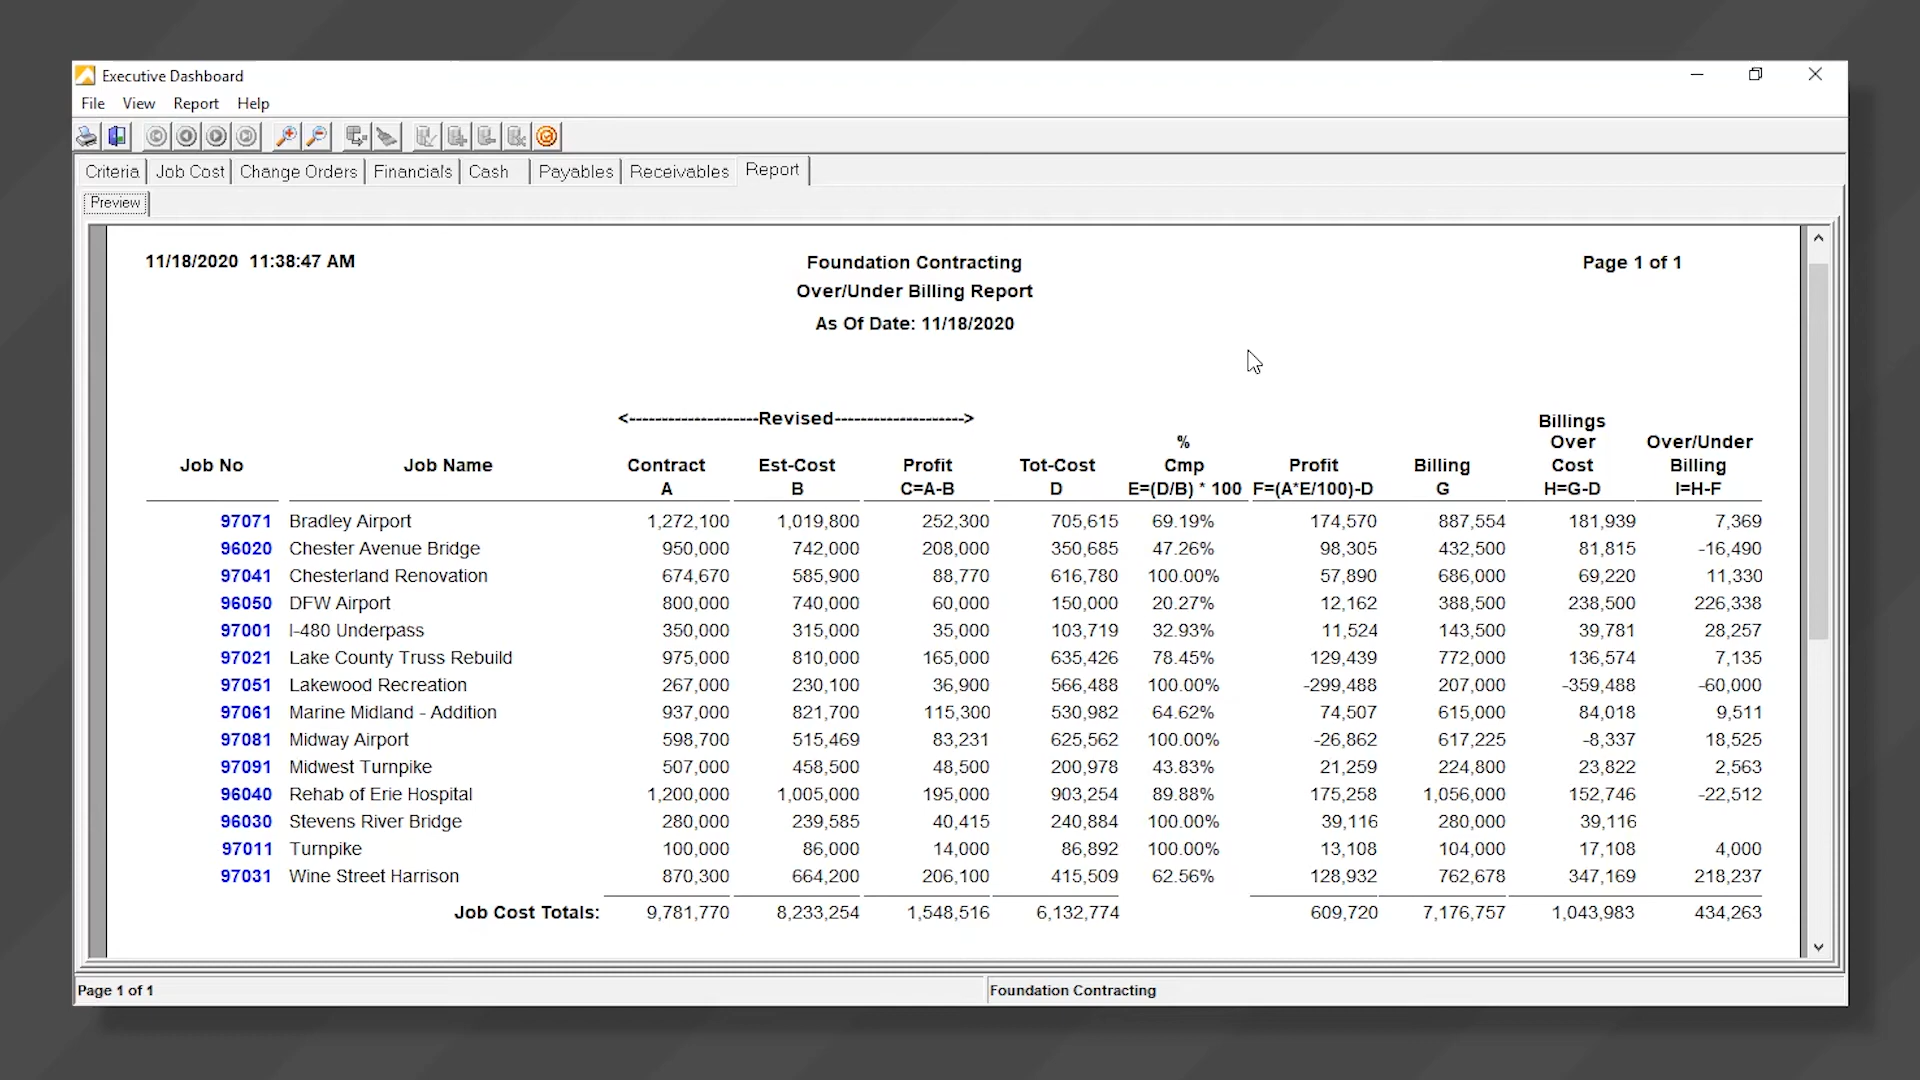 Executive Dashboard
File View Report Help
Criteria Job Cost Change Orders Financials Cash Payables Receivables Report
Preview
11/18/2020 11:38:47 AM Foundation Contracting Page 1 of 1
Over/Under Billing Report
As Of Date: 11/18/2020
<--------------------Revised-------------------->
Billings
% Over Over/Under
Job No Job Name Contract Est-Cost Profit Tot-Cost Cmp Profit Billing Cost Billing
A B C=A-B D E=(D/B) * 100 F=(A*E/100)-D G H=G-D I=H-F
97071 Bradley Airport 1,272,100 1,019,800 252,300 705,615 69.19% 174,570 887,554 181,939 7,369
96020 Chester Avenue Bridge 950,000 742,000 208,000 350,685 47.26% 98,305 432,500 81,815 -16,490
97041 Chesterland Renovation 674,670 585,900 88,770 616,780 100.00% 57,890 686,000 69,220 11,330
96050 DFW Airport 800,000 740,000 60,000 150,000 20.27% 12,162 388,500 238,500 226,338
97001 I-480 Underpass 350,000 315,000 35,000 103,719 32.93% 11,524 143,500 39,781 28,257
97021 Lake County Truss Rebuild 975,000 810,000 165,000 635,426 78.45% 129,439 772,000 136,574 7,135
97051 Lakewood Recreation 267,000 230,100 36,900 566,488 100.00% -299,488 207,000 -359,488 -60,000
97061 Marine Midland - Addition 937,000 821,700 115,300 530,982 64.62% 74,507 615,000 84,018 9,511
97081 Midway Airport 598,700 515,469 83,231 625,562 100.00% -26,862 617,225 -8,337 18,525
97091 Midwest Turnpike 507,000 458,500 48,500 200,978 43.83% 21,259 224,800 23,822 2,563
96040 Rehab of Erie Hospital 1,200,000 1,005,000 195,000 903,254 89.88% 175,258 1,056,000 152,746 -22,512
96030 Stevens River Bridge 280,000 239,585 40,415 240,884 100.00% 39,116 280,000 39,116
97011 Turnpike 100,000 86,000 14,000 86,892 100.00% 13,108 104,000 17,108 4,000
97031 Wine Street Harrison 870,300 664,200 206,100 415,509 62.56% 128,932 762,678 347,169 218,237
Job Cost Totals: 9,781,770 8,233,254 1,548,516 6,132,774 609,720 7,176,757 1,043,983 434,263
Page 1 of 1 Foundation Contracting